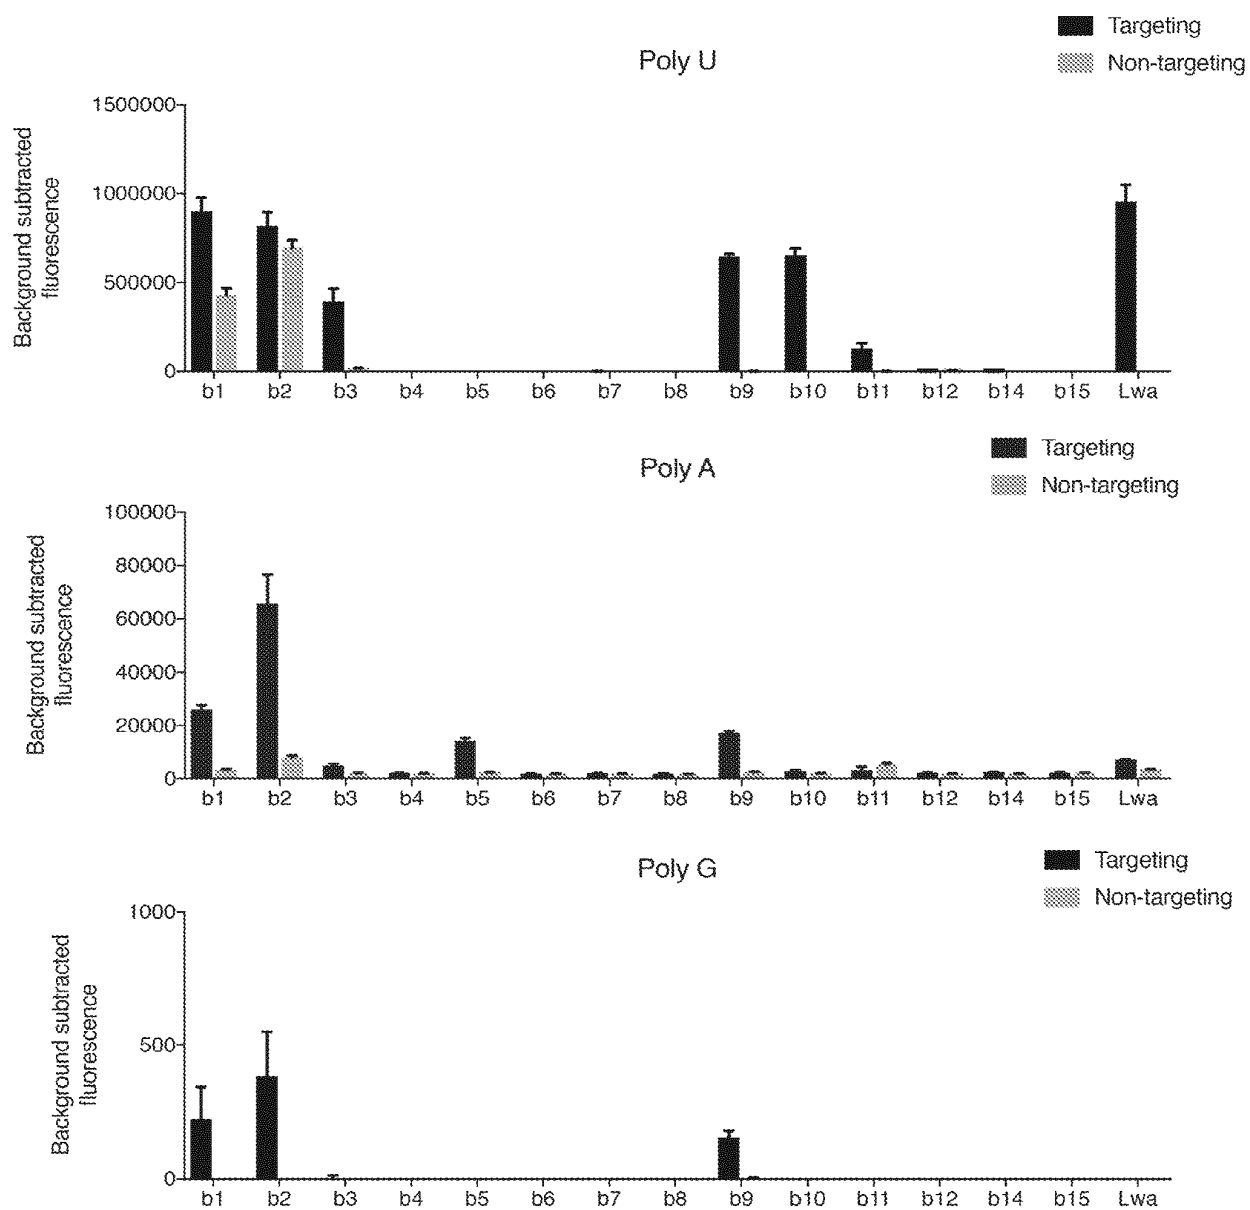 Targeting
Non-targeting
Poly U
Background subtracted
fluorescence
1500000
1000000
500000
0
b1 b2 b3 b4 b5 b6 b7 b8 b9 b10 b11 b12 b14 b15 Lwa
Targeting
Non-targeting
Poly A
Background subtracted
fluorescence
100000
80000
60000
40000
20000
0
b1 b2 b3 b4 b5 b6 b7 b8 b9 b10 b11 b12 b14 b15 Lwa
Targeting
Non-targeting
Poly G
Background subtracted
fluorescence
1000
500
0
b1 b2 b3 b4 b5 b6 b7 b8 b9 b10 b11 b12 b14 b15 Lwa